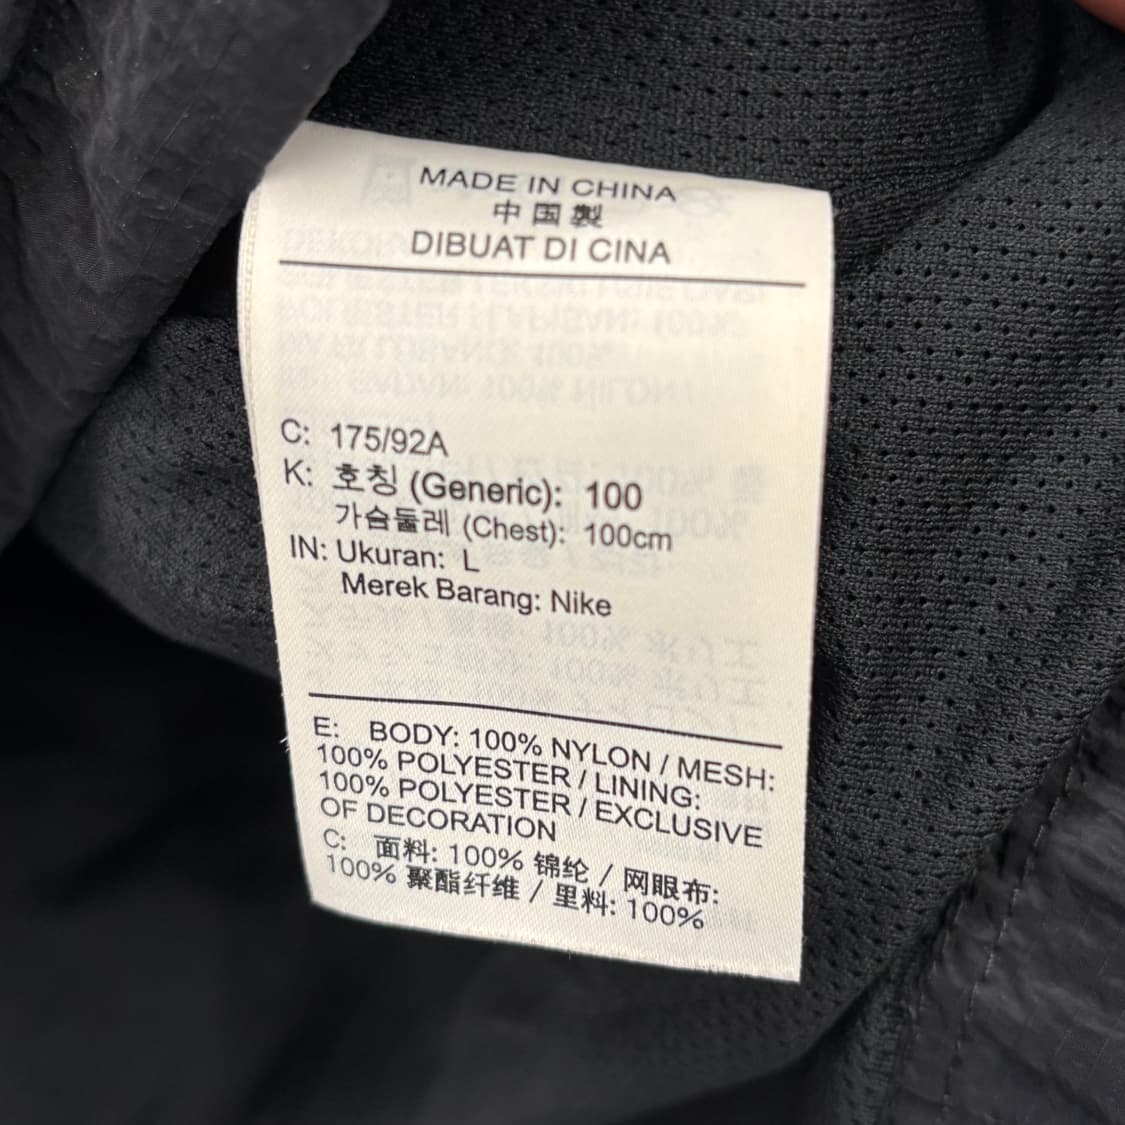 MADE IN CHINA
中国製
DIBUAT DI CINA
C: 175/92A
K: 호칭 (Generic): 100
가슴둘레 (Chest): 100cm
IN: Ukuran: L
Merek Barang: Nike
E: BODY: 100% NYLON / MESH:
100% POLYESTER / LINING:
100% POLYESTER / EXCLUSIVE
OF DECORATION
C: 面料: 100% 锦纶 / 网眼布:
100% 聚酯纤维 / 里料: 100%